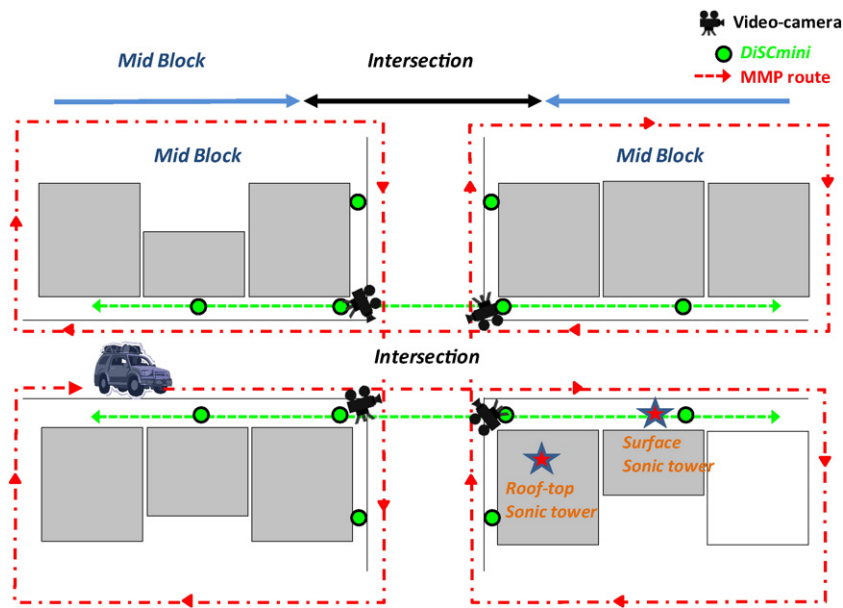 Video-camera
DiSCmini
MMP route
Mid Block
Intersection
Mid Block
Mid Block
Intersection
Surface
Sonic tower
Roof-top
Sonic tower